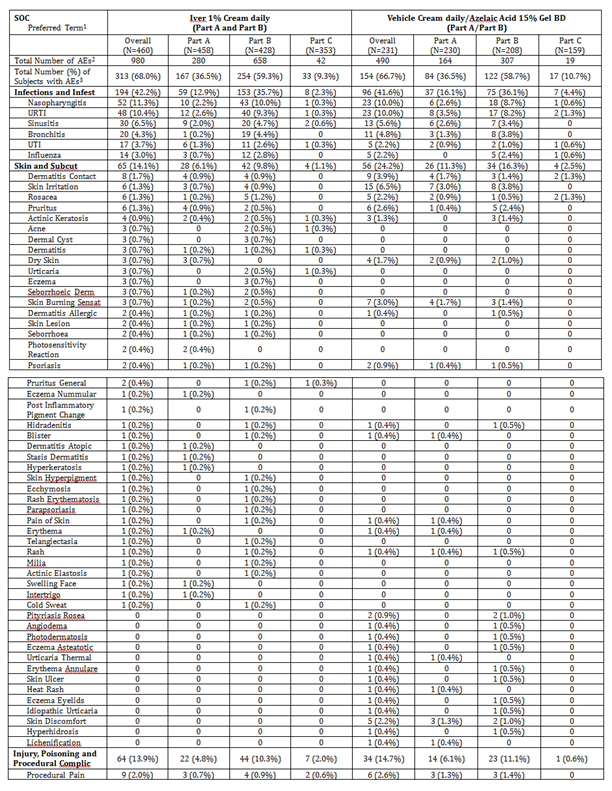 SOC Iver 1% Cream daily Vehicle Cream daily/Azelaic Acid 15% Gel BD
Preferred Term1 (Part A and Part B) (Part A/Part B)
Overall Part A Part B Part C Overall Part A Part B Part C
(N=460) (N=458) (N=428) (N=353) (N=231) (N=230) (N=208) (N=159)
Total Number of AEs2 980 280 658 42 490 164 307 19
Total Number (%) of Subjects with AEs3 313 (68.0%) 167 (36.5%) 254 (59.3%) 33 (9.3%) 154 (66.7%) 84 (36.5%) 122 (58.7%) 17 (10.7%)
Infections and Infest 194 (42.2%) 59 (12.9%) 153 (35.7%) 8 (2.3%) 96 (41.6%) 37 (16.1%) 75 (36.1%) 7 (4.4%)
Nasopharyngitis 52 (11.3%) 10 (2.2%) 43 (10.0%) 1 (0.3%) 23 (10.0%) 6 (2.6%) 18 (8.7%) 1 (0.6%)
URTI 48 (10.4%) 12 (2.6%) 40 (9.3%) 1 (0.3%) 23 (10.0%) 8 (3.5%) 17 (8.2%) 2 (1.3%)
Sinusitis 30 (6.5%) 9 (2.0%) 20 (4.7%) 2 (0.6%) 13 (5.6%) 6 (2.6%) 7 (3.4%) 0
Bronchitis 20 (4.3%) 1 (0.2%) 19 (4.4%) 0 11 (4.8%) 3 (1.3%) 8 (3.8%) 0
UTI 17 (3.7%) 6 (1.3%) 11 (2.6%) 1 (0.3%) 5 (2.2%) 2 (0.9%) 2 (1.0%) 1 (0.6%)
Influenza 14 (3.0%) 3 (0.7%) 12 (2.8%) 0 5 (2.2%) 0 5 (2.4%) 1 (0.6%)
Skin and Subcut 65 (14.1%) 28 (6.1%) 42 (9.8%) 4 (1.1%) 56 (24.2%) 26 (11.3%) 34 (16.3%) 4 (2.5%)
Dermatitis Contact 8 (1.7%) 4 (0.9%) 4 (0.9%) 0 9 (3.9%) 4 (1.7%) 3 (1.4%) 2 (1.3%)
Skin Irritation 6 (1.3%) 3 (0.7%) 4 (0.9%) 0 15 (6.5%) 7 (3.0%) 8 (3.8%) 0
Rosacea 6 (1.3%) 1 (0.2%) 5 (1.2%) 0 5 (2.2%) 2 (0.9%) 1 (0.5%) 2 (1.3%)
Pruritus 6 (1.3%) 4 (0.9%) 2 (0.5%) 0 6 (2.6%) 1 (0.4%) 5 (2.4%) 0
Actinic Keratosis 4 (0.9%) 2 (0.4%) 2 (0.5%) 1 (0.3%) 3 (1.3%) 0 3 (1.4%) 0
Acne 3 (0.7%) 0 2 (0.5%) 1 (0.3%) 0 0 0 0
Dermal Cyst 3 (0.7%) 0 3 (0.7%) 0 0 0 0 0
Dermatitis 3 (0.7%) 1 (0.2%) 1 (0.2%) 1 (0.3%) 0 0 0 0
Dry Skin 3 (0.7%) 3 (0.7%) 0 0 4 (1.7%) 2 (0.9%) 2 (1.0%) 0
Urticaria 3 (0.7%) 0 2 (0.5%) 1 (0.3%) 0 0 0 0
Eczema 3 (0.7%) 0 3 (0.7%) 0 0 0 0 0
Seborrhoeic Derm 3 (0.7%) 1 (0.2%) 2 (0.5%) 0 0 0 0 0
Skin Burning Sensat 3 (0.7%) 1 (0.2%) 2 (0.5%) 0 7 (3.0%) 4 (1.7%) 3 (1.4%) 0
Dermatitis Allergic 2 (0.4%) 1 (0.2%) 1 (0.2%) 0 1 (0.4%) 0 1 (0.5%) 0
Skin Lesion 2 (0.4%) 1 (0.2%) 1 (0.2%) 0 0 0 0 0
Seborrhoea 2 (0.4%) 1 (0.2%) 1 (0.2%) 0 0 0 0 0
Photosensitivity Reaction 2 (0.4%) 2 (0.4%) 0 0 0 0 0 0
Psoriasis 2 (0.4%) 1 (0.2%) 1 (0.2%) 0 2 (0.9%) 1 (0.4%) 1 (0.5%) 0
Pruritus General 2 (0.4%) 0 1 (0.2%) 1 (0.3%) 0 0 0 0
Eczema Nummular 1 (0.2%) 1 (0.2%) 0 0 0 0 0 0
Post Inflammatory Pigment Change 1 (0.2%) 0 1 (0.2%) 0 0 0 0 0
Hidradenitis 1 (0.2%) 0 1 (0.2%) 0 1 (0.4%) 0 1 (0.5%) 0
Blister 1 (0.2%) 0 1 (0.2%) 0 1 (0.4%) 1 (0.4%) 0 0
Dermatitis Atopic 1 (0.2%) 1 (0.2%) 0 0 0 0 0 0
Stasis Dermatitis 1 (0.2%) 1 (0.2%) 0 0 0 0 0 0
Hyperkeratosis 1 (0.2%) 1 (0.2%) 0 0 0 0 0 0
Skin Hyperpigment 1 (0.2%) 0 1 (0.2%) 0 0 0 0 0
Ecchymosis 1 (0.2%) 0 1 (0.2%) 0 0 0 0 0
Rash Erythematosis 1 (0.2%) 0 1 (0.2%) 0 0 0 0 0
Parapsoriasis 1 (0.2%) 0 1 (0.2%) 0 0 0 0 0
Pain of Skin 1 (0.2%) 0 1 (0.2%) 0 1 (0.4%) 1 (0.4%) 0 0
Erythema 1 (0.2%) 1 (0.2%) 0 0 1 (0.4%) 1 (0.4%) 0 0
Telangiectasia 1 (0.2%) 0 1 (0.2%) 0 0 0 0 0
Rash 1 (0.2%) 0 1 (0.2%) 0 1 (0.4%) 1 (0.4%) 1 (0.5%) 0
Milia 1 (0.2%) 0 1 (0.2%) 0 0 0 0 0
Actinic Elastosis 1 (0.2%) 0 1 (0.2%) 0 0 0 0 0
Swelling Face 1 (0.2%) 1 (0.2%) 0 0 0 0 0 0
Intertrigo 1 (0.2%) 1 (0.2%) 0 0 0 0 0 0
Cold Sweat 1 (0.2%) 0 1 (0.2%) 0 0 0 0 0
Pityriasis Rosea 0 0 0 0 2 (0.9%) 0 2 (1.0%) 0
Angiodema 0 0 0 0 1 (0.4%) 0 1 (0.5%) 0
Photodermatosis 0 0 0 0 1 (0.4%) 0 1 (0.5%) 0
Eczema Asteatotic 0 0 0 0 1 (0.4%) 0 1 (0.5%) 0
Urticaria Thermal 0 0 0 0 1 (0.4%) 1 (0.4%) 0 0
Erythema Annulare 0 0 0 0 1 (0.4%) 0 1 (0.5%) 0
Skin Ulcer 0 0 0 0 1 (0.4%) 0 1 (0.5%) 0
Heat Rash 0 0 0 0 1 (0.4%) 1 (0.4%) 0 0
Eczema Eyelids 0 0 0 0 1 (0.4%) 0 1 (0.5%) 0
Idiopathic Urticaria 0 0 0 0 1 (0.4%) 0 1 (0.5%) 0
Skin Discomfort 0 0 0 0 5 (2.2%) 3 (1.3%) 2 (1.0%) 0
Hyperhidrosis 0 0 0 0 1 (0.4%) 0 1 (0.5%) 0
Lichenification 0 0 0 0 1 (0.4%) 1 (0.4%) 0 0
Injury, Poisoning and Procedural Complic 64 (13.9%) 22 (4.8%) 44 (10.3%) 7 (2.0%) 34 (14.7%) 14 (6.1%) 23 (11.1%) 1 (0.6%)
Procedural Pain 9 (2.0%) 3 (0.7%) 4 (0.9%) 2 (0.6%) 6 (2.6%) 3 (1.3%) 3 (1.4%) 0